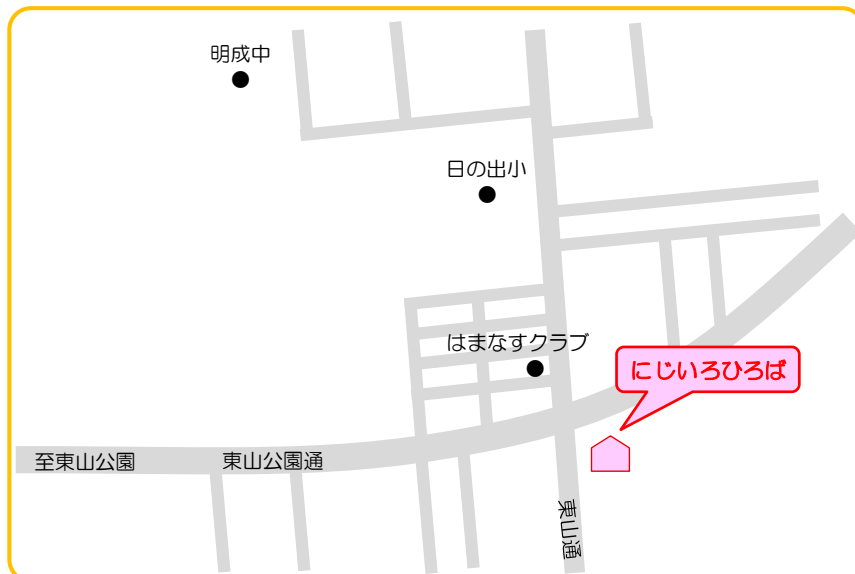 明成中
日の出小
はまなすクラブ
にじいろひろば
至東山公園
東山公園通
東山通